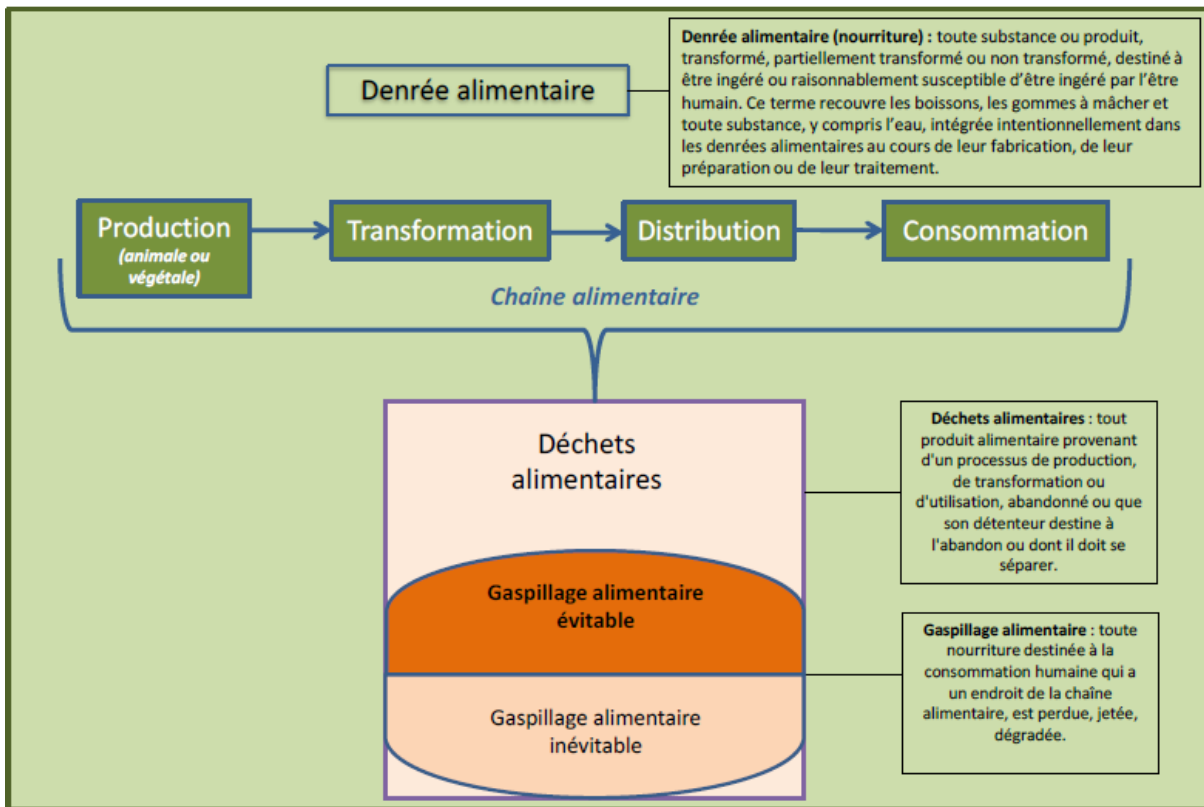 Denrée alimentaire
Denrée alimentaire (nourriture) : toute substance ou produit,
transformé, partiellement transformé ou non transformé, destiné à
être ingéré ou raisonnablement susceptible d'être ingéré par l'être
humain. Ce terme recouvre les boissons, les gommes à mâcher et
toute substance, y compris l'eau, intégrée intentionnellement dans
les denrées alimentaires au cours de leur fabrication, de leur
préparation ou de leur traitement.
Production
(animale ou
végétale)
Transformation
Distribution
Consommation
Chaîne alimentaire
Déchets
alimentaires
Déchets alimentaires : tout
produit alimentaire provenant
d'un processus de production,
de transformation ou
d'utilisation, abandonné ou que
son détenteur destine à
l'abandon ou dont il doit se
séparer.
Gaspillage alimentaire
évitable
Gaspillage alimentaire
inévitable
Gaspillage alimentaire : toute
nourriture destinée à la
consommation humaine qui a
un endroit de la chaîne
alimentaire, est perdue, jetée,
dégradée.